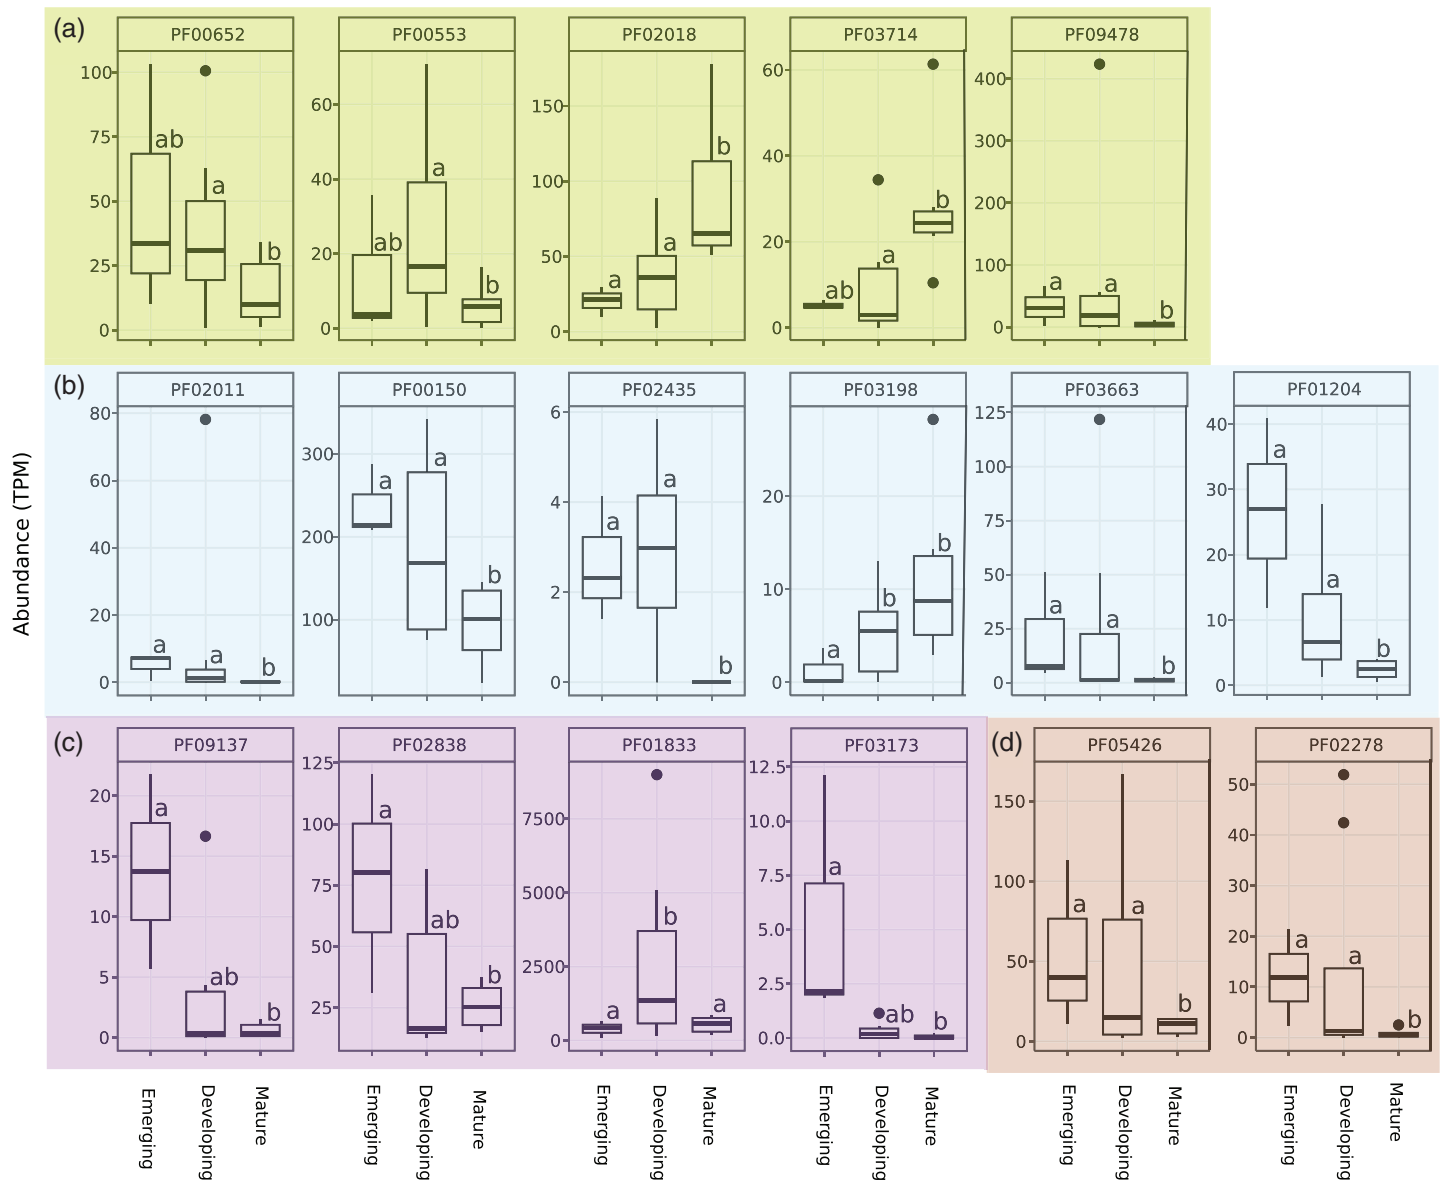 (a)
PF00652
PF00553
PF02018
PF03714
PF09478
100
75
50
25
0
ab
a
b
60
40
20
0
ab
a
b
150
100
50
0
a
a
b
60
40
20
0
ab
a
b
400
300
200
100
0
a
a
b
(b)
PF02011
PF00150
PF02435
PF03198
PF03663
PF01204
80
60
40
20
0
a
a
b
300
200
100
a
a
b
6
4
2
0
a
a
b
20
10
0
a
b
b
125
100
75
50
25
0
a
a
b
40
30
20
10
0
a
a
b
Abundance (TPM)
(c)
PF09137
PF02838
PF01833
PF03173
20
15
10
5
0
a
ab
b
125
100
75
50
25
a
ab
b
7500
5000
2500
0
a
b
a
12.5
10.0
7.5
5.0
2.5
0.0
a
ab
b
(d)
PF05426
PF02278
150
100
50
0
a
a
b
50
40
30
20
10
0
a
a
b
Emerging
Developing
Mature
Emerging
Developing
Mature
Emerging
Developing
Mature
Emerging
Developing
Mature
Emerging
Developing
Mature
Emerging
Developing
Mature